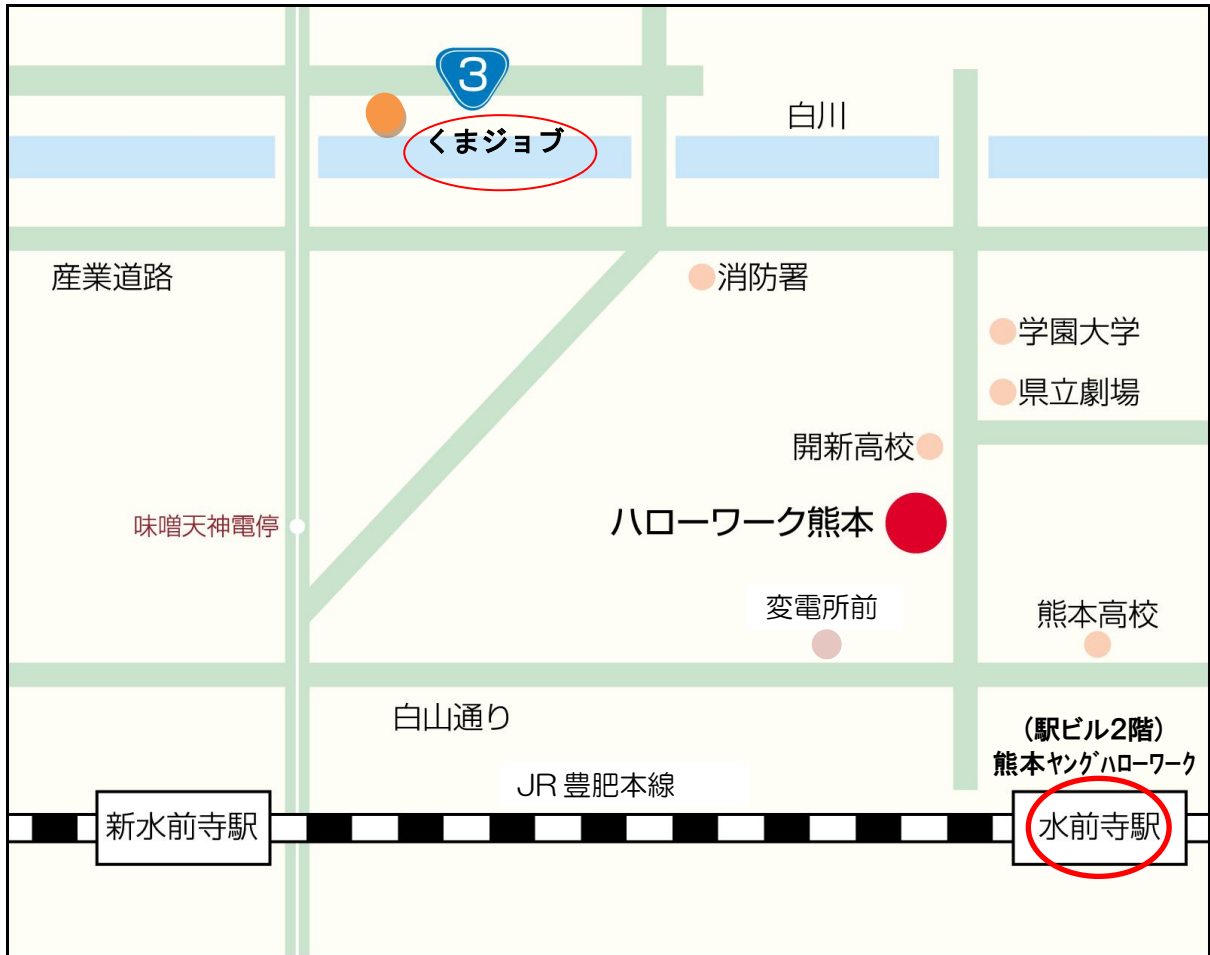 3
くまジョブ
白川
産業道路
消防署
学園大学
県立劇場
開新高校
味噌天神電停
ハローワーク熊本
変電所前
熊本高校
白山通り
(駅ビル2階)
熊本ヤングハローワーク
JR 豊肥本線
新水前寺駅
水前寺駅